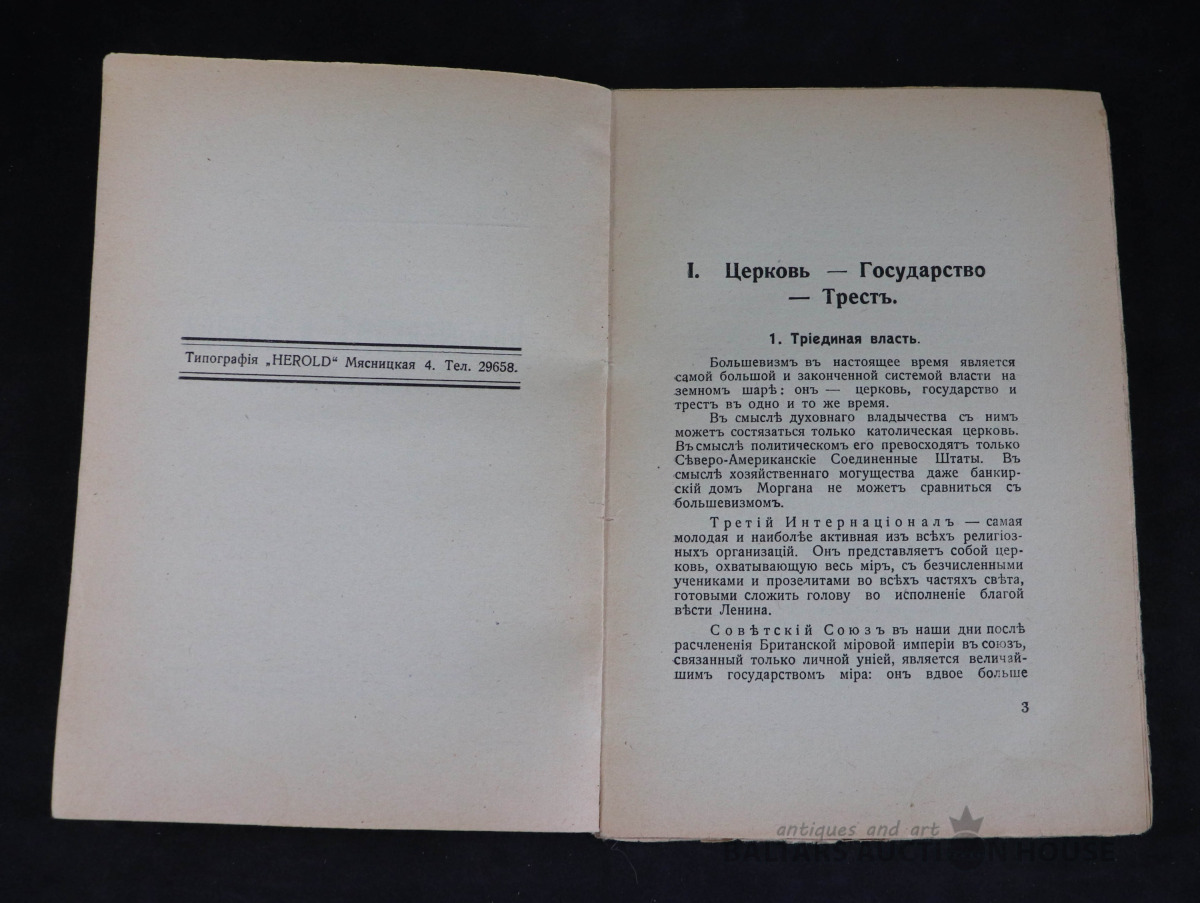 Типографія „HEROLD“ Мясницкая 4. Тел. 29658.
I. Церковь — Государство
— Трестъ.
1. Тріединая власть.
Большевизмъ въ настоящее время является
самой большой и законченной системой власти на
земномъ шарѣ: онъ — церковь, государство и
трестъ въ одно и то же время.
Въ смыслѣ духовнаго владычества съ нимъ
можетъ состязаться только католическая церковь.
Въ смыслѣ политическомъ его превосходятъ только
Сѣверо-Американскіе Соединенные Штаты. Въ
смыслѣ хозяйственнаго могущества даже банкир-
скій домъ Моргана не можетъ сравниться съ
большевизмомъ.
Третій Интернаціоналъ — самая
молодая и наиболѣе активная изъ всѣхъ религіоз-
ныхъ организацій. Онъ представляетъ собой цер-
ковь, охватывающую весь міръ, съ безчисленными
учениками и прозелитами во всѣхъ частяхъ свѣта,
готовыми сложить голову во исполненіе благой
вѣсти Ленина.
Совѣтскій Союзъ въ наши дни послѣ
расчлененія Британской міровой имперіи въ союзъ,
связанный только личной уніей, является величай-
шимъ государствомъ міра: онъ вдвое больше
3
antiques and art
BALTARS AUCTION HOUSE